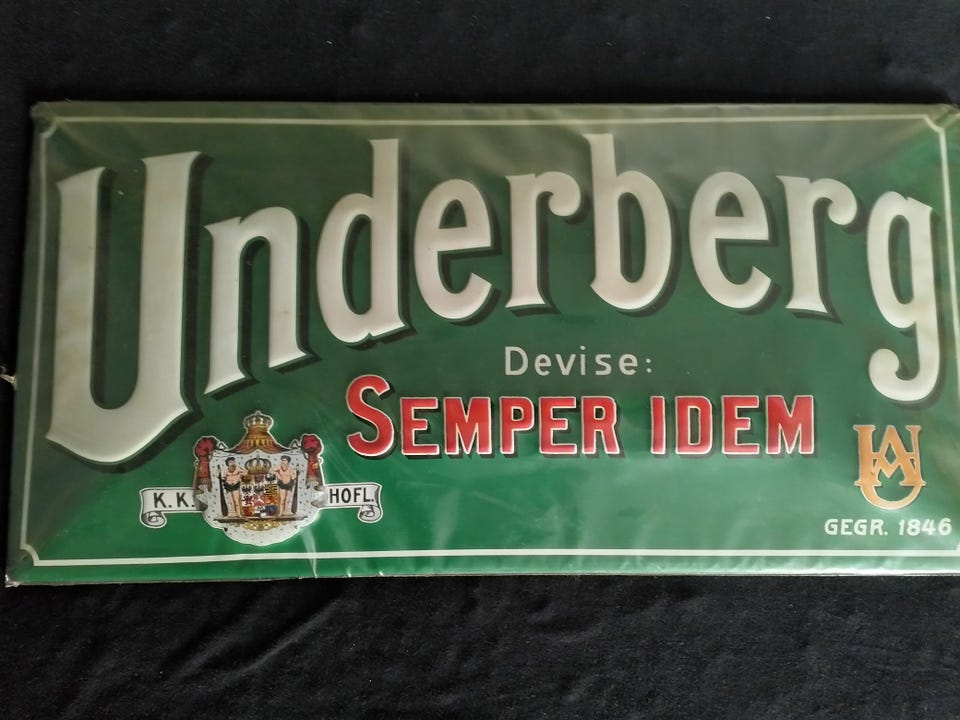 Underberg
Devise:
SEMPER IDEM
K. K. HOFL.
GEGR. 1846